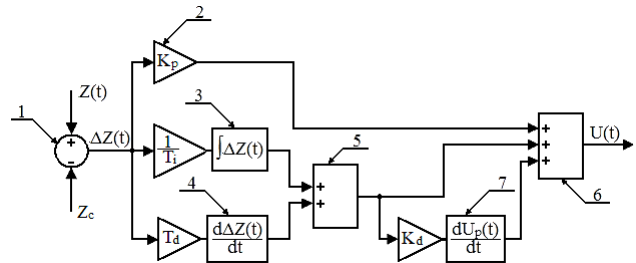 2
K_p
Z(t)
3
1
+
ΔZ(t)
−
1
T_i
∫ΔZ(t)
5
+
+
+
+
+
U(t)
6
Z_c
4
T_d
dΔZ(t)
dt
7
K_d
dU_p(t)
dt